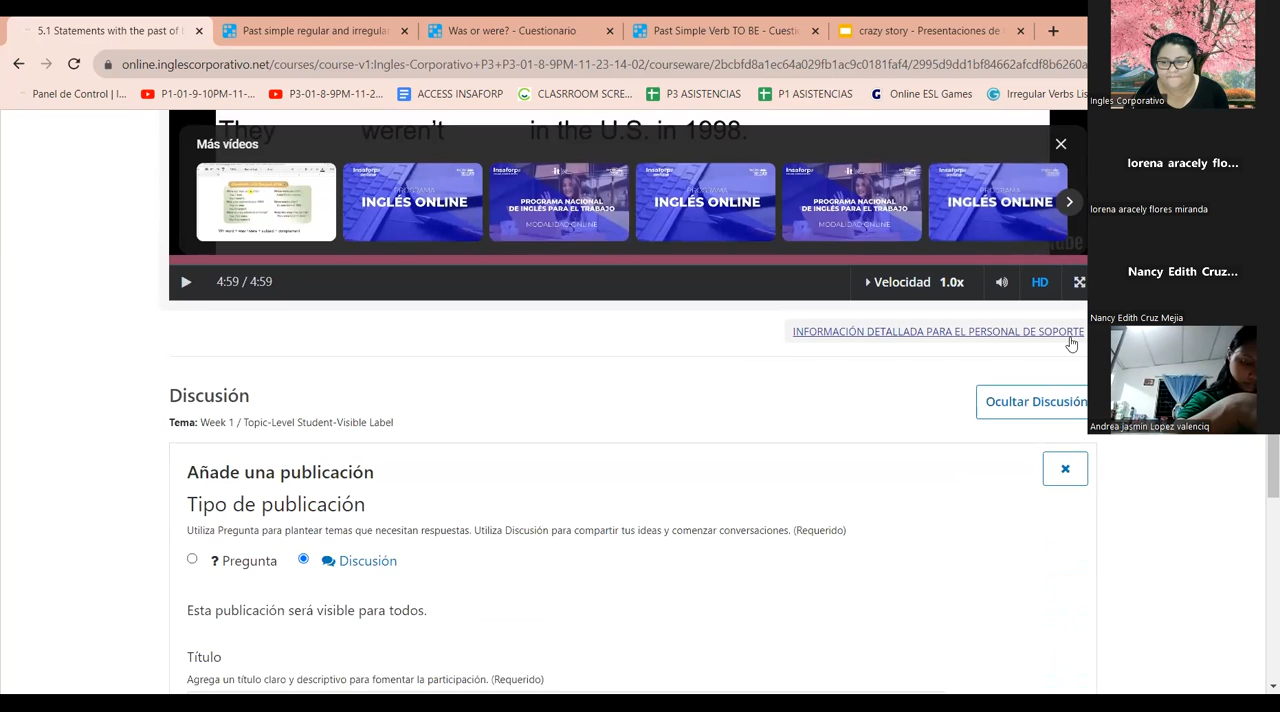 5.1 Statements with the past of
Past simple regular and irregula
Was or were? - Cuestionario
Past Simple Verb TO BE - Cuesti
crazy story - Presentaciones de
online.inglescorporativo.net/courses/course-v1:Ingles-Corporativo+P3+P3-01-8-9PM-11-23-14-02/courseware/2bcbfd8a1ec64a029fb1ac9c0181faf4/2995d9dd1bf84662afcdf8b6260a
Panel de Control | I...
P1-01-9-10PM-11-...
P3-01-8-9PM-11-2...
ACCESS INSAFORP
CLASRROOM SCRE...
P3 ASISTENCIAS
P1 ASISTENCIAS
Online ESL Games
Irregular Verbs Lis
They weren't in the U.S. in 1998.
Más vídeos
PROGRAMA
INGLÉS ONLINE
PROGRAMA NACIONAL
DE INGLÉS PARA EL TRABAJO
MODALIDAD ONLINE
PROGRAMA
INGLÉS ONLINE
PROGRAMA NACIONAL
DE INGLÉS PARA EL TRABAJO
MODALIDAD ONLINE
PROGRAMA
INGLÉS ONLINE
4:59 / 4:59
Velocidad 1.0x
HD
INFORMACIÓN DETALLADA PARA EL PERSONAL DE SOPORTE
Discusión
Ocultar Discusión
Tema: Week 1 / Topic-Level Student-Visible Label
Añade una publicación
Tipo de publicación
Utiliza Pregunta para plantear temas que necesitan respuestas. Utiliza Discusión para compartir tus ideas y comenzar conversaciones. (Requerido)
? Pregunta
Discusión
Esta publicación será visible para todos.
Título
Agrega un título claro y descriptivo para fomentar la participación. (Requerido)
Ingles Corporativo
lorena aracely flo...
lorena aracely flores miranda
Nancy Edith Cruz...
Nancy Edith Cruz Mejia
Andrea jasmin Lopez valenciq